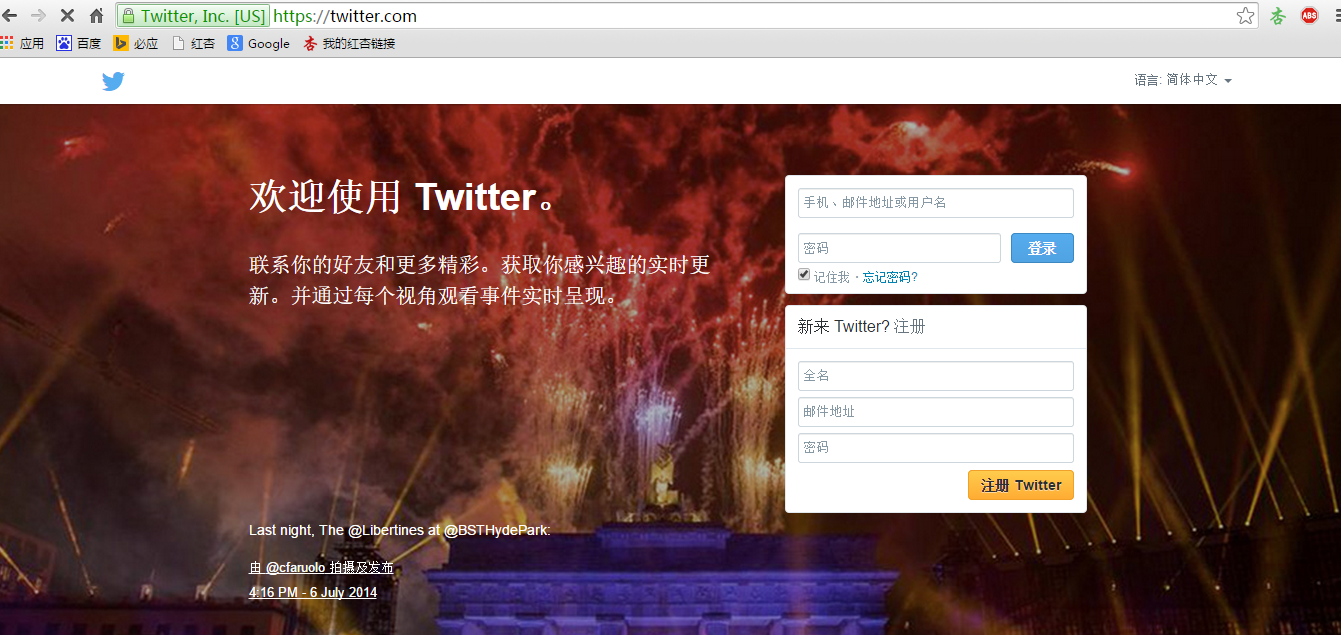 Twitter, Inc. [US] https://twitter.com
ABS
应用 百度 必应 红杏 Google 我的红杏链接
语言: 简体中文
欢迎使用 Twitter。
联系你的好友和更多精彩。获取你感兴趣的实时更
新。并通过每个视角观看事件实时呈现。
手机、邮件地址或用户名
密码
登录
记住我 · 忘记密码?
新来 Twitter? 注册
全名
邮件地址
密码
注册 Twitter
Last night, The @Libertines at @BSTHydePark:
由 @cfaruolo 拍摄及发布
4:16 PM - 6 July 2014